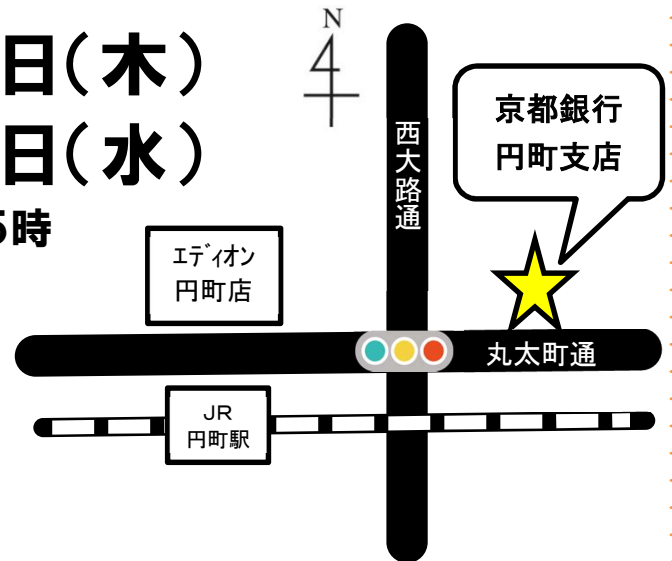 日(木)
日(水)
5時
N
西大路通
京都銀行
円町支店
エディオン
円町店
丸太町通
JR
円町駅